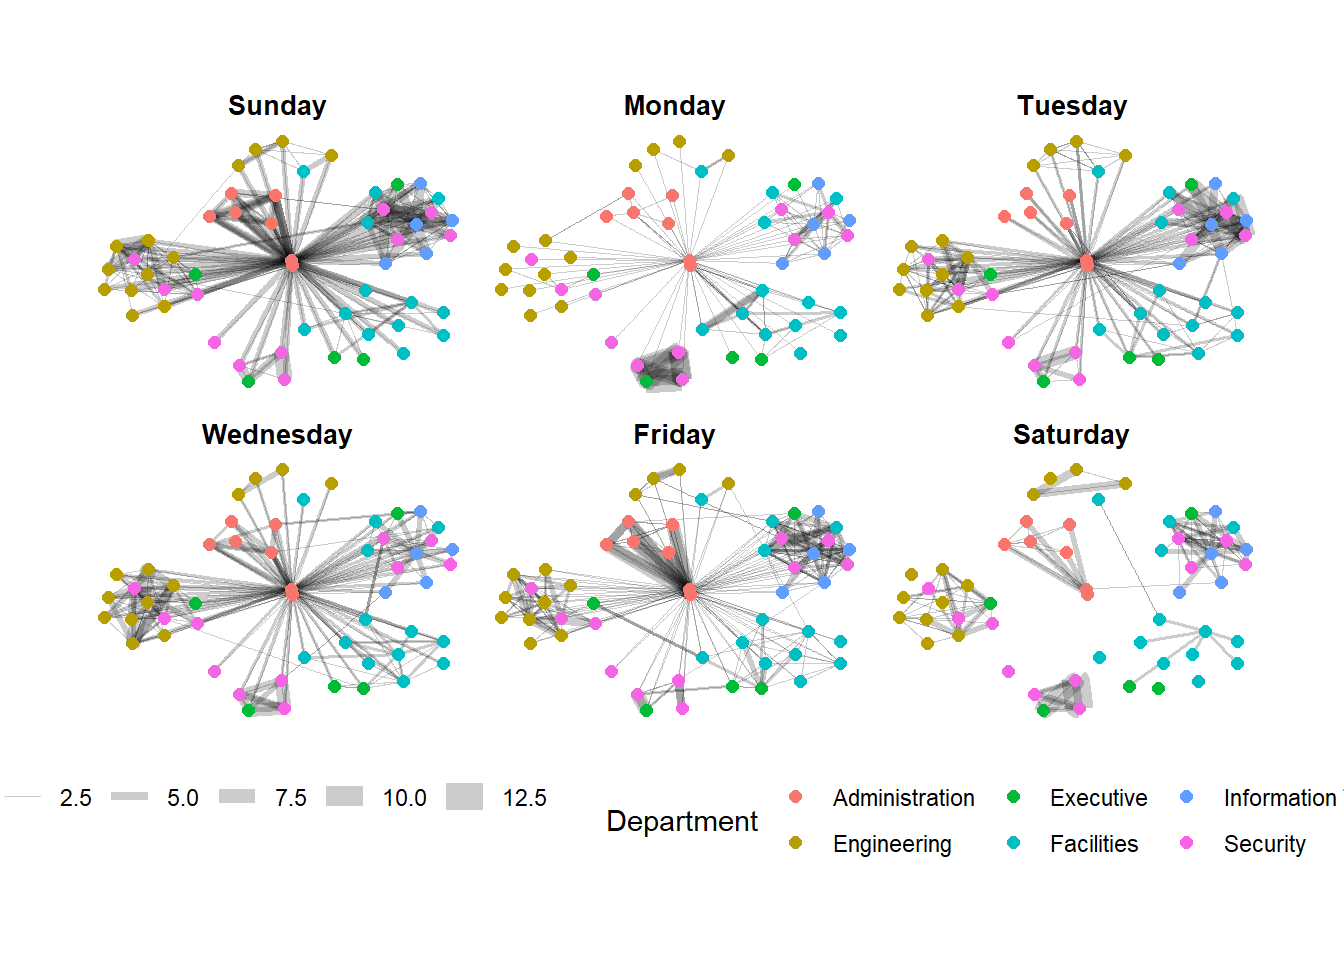 Sunday Monday Tuesday
Wednesday Friday Saturday
2.5 5.0 7.5 10.0 12.5
Department
Administration Executive Information
Engineering Facilities Security